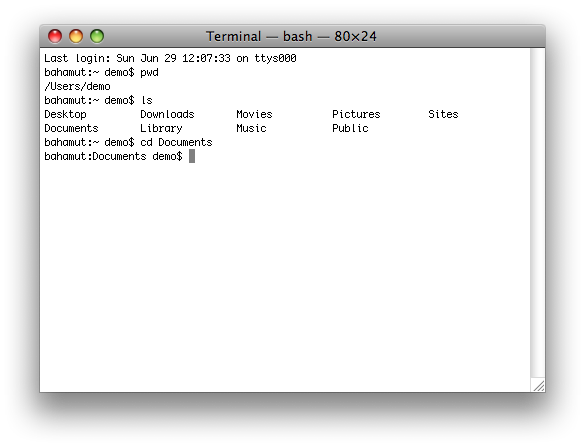 Terminal — bash — 80×24
Last login: Sun Jun 29 12:07:33 on ttys000
bahamut:~ demo$ pwd
/Users/demo
bahamut:~ demo$ ls
Desktop Downloads Movies Pictures Sites
Documents Library Music Public
bahamut:~ demo$ cd Documents
bahamut:Documents demo$